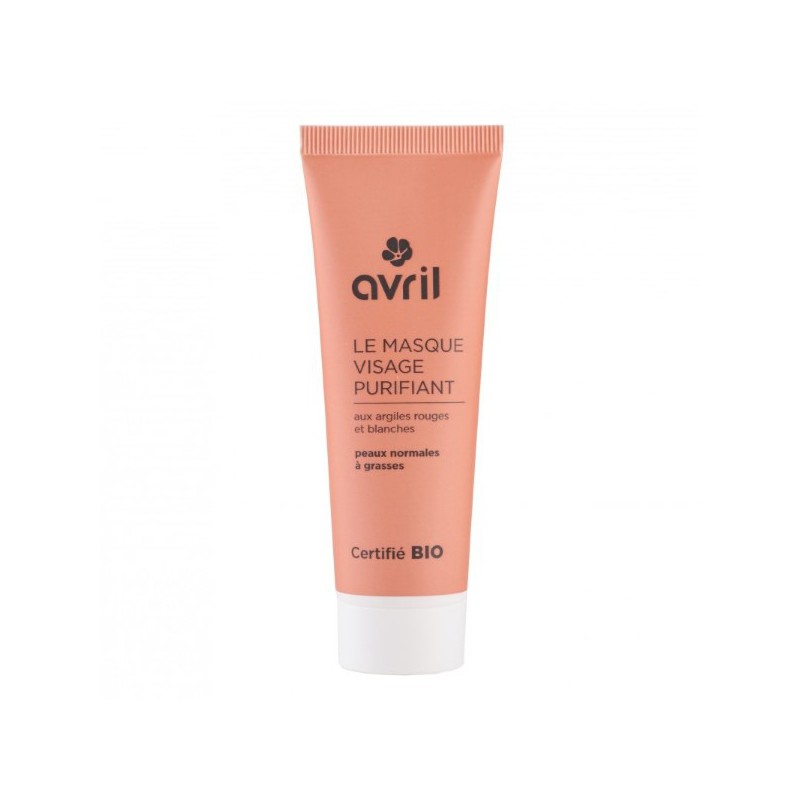 avril
LE MASQUE
VISAGE
PURIFIANT
aux argiles rouges
et blanches
peaux normales
à grasses
Certifié BIO